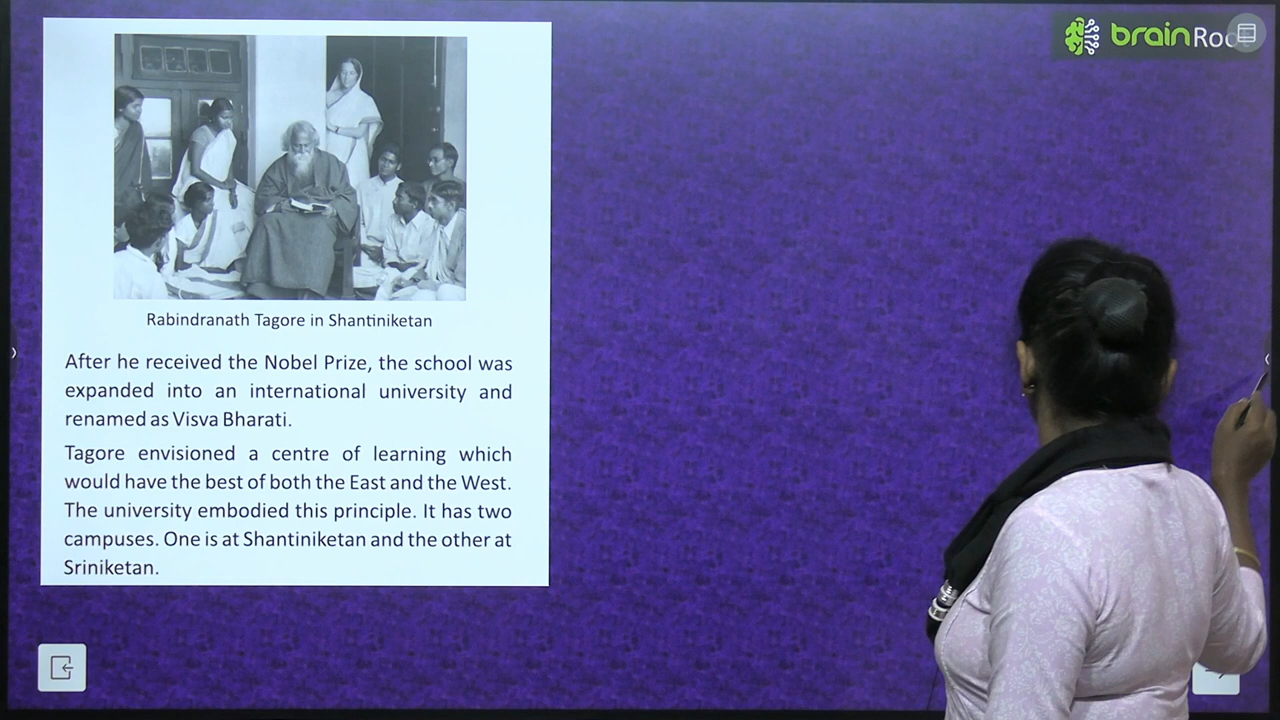 brainRoot
Rabindranath Tagore in Shantiniketan
After he received the Nobel Prize, the school was
expanded into an international university and
renamed as Visva Bharati.
Tagore envisioned a centre of learning which
would have the best of both the East and the West.
The university embodied this principle. It has two
campuses. One is at Shantiniketan and the other at
Sriniketan.